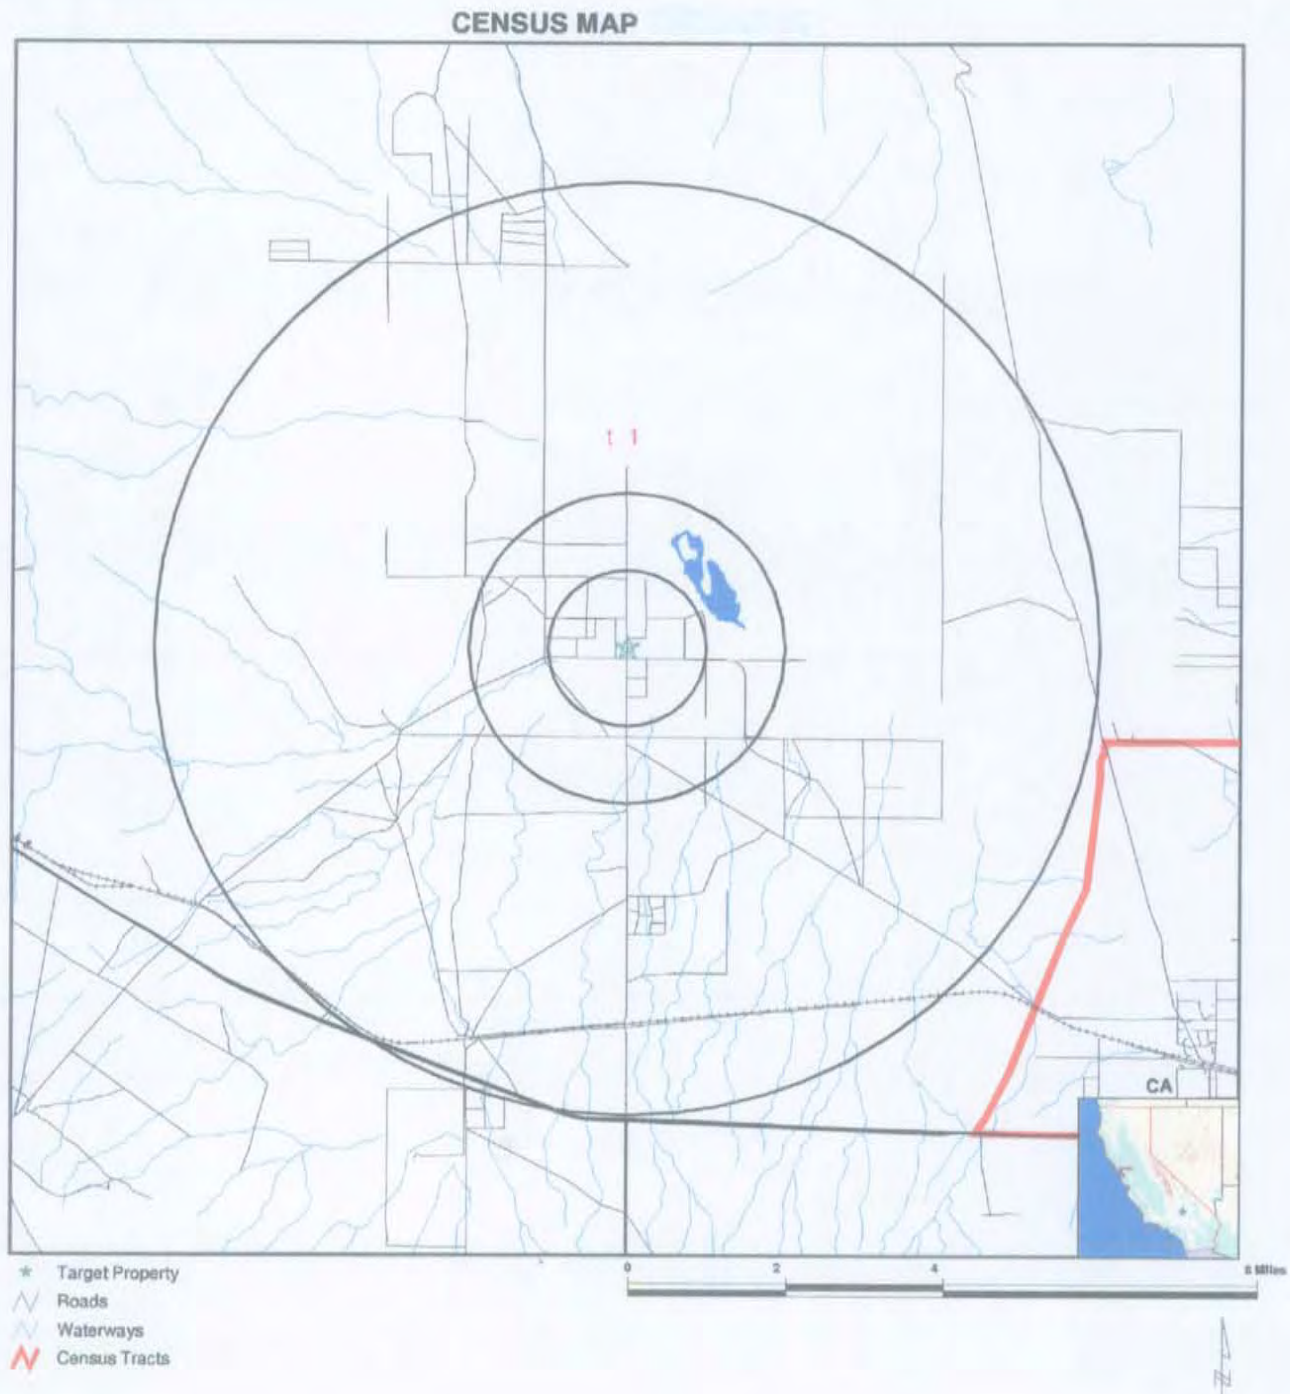 CENSUS MAP
t 1
CA
Target Property
Roads
Waterways
Census Tracts
0 2 4 8 Miles
N